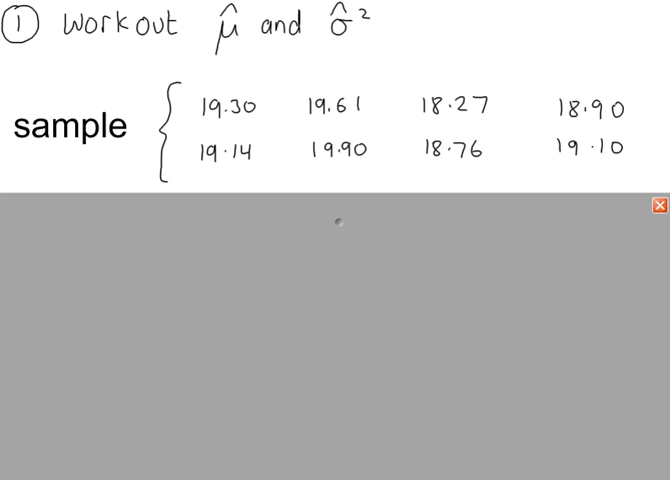 ① Workout μ̂ and σ̂²
sample { 19.30 19.61 18.27 18.90
19.14 19.90 18.76 19.10